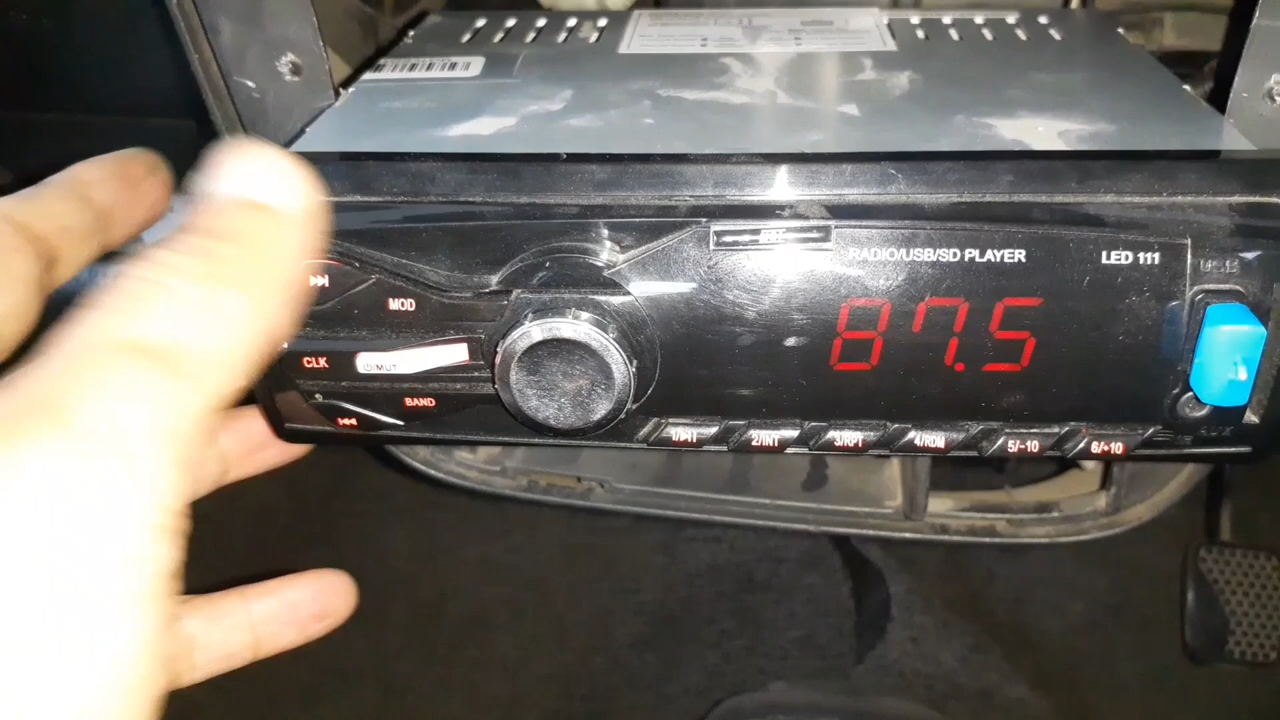 RADIO/USB/SD PLAYER
LED 111
USB
MOD
87.5
CLK
⏻/MUT
BAND
1/▶II
2/INT
3/RPT
4/RDM
5/-10
6/+10